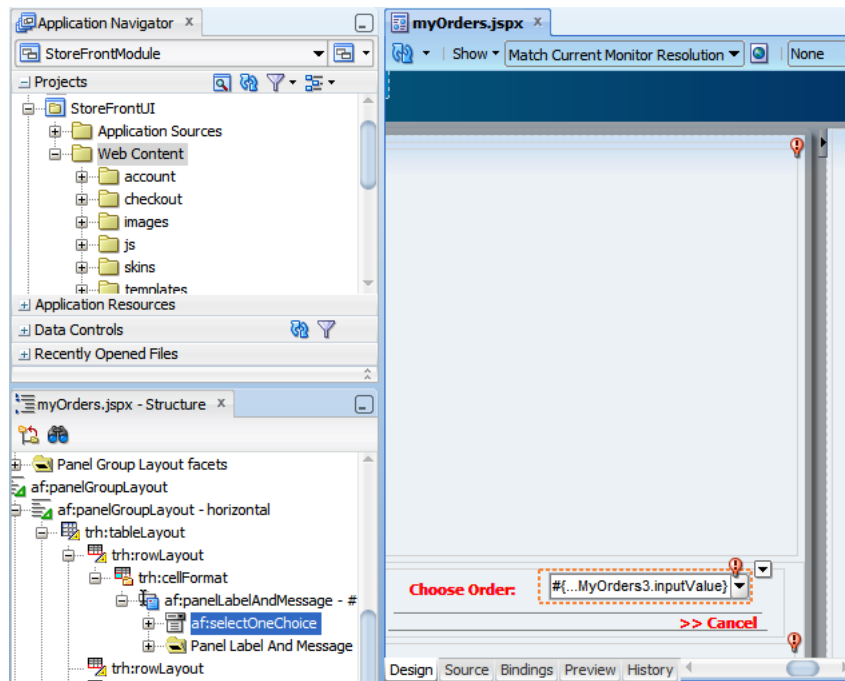 Application Navigator
StoreFrontModule
Projects
StoreFrontUI
Application Sources
Web Content
account
checkout
images
js
skins
templates
Application Resources
Data Controls
Recently Opened Files
myOrders.jspx - Structure
Panel Group Layout facets
af:panelGroupLayout
af:panelGroupLayout - horizontal
trh:tableLayout
trh:rowLayout
trh:cellFormat
af:panelLabelAndMessage - #
af:selectOneChoice
Panel Label And Message
trh:rowLayout
myOrders.jspx
Show Match Current Monitor Resolution None
Choose Order: #{...MyOrders3.inputValue}
>> Cancel
Design Source Bindings Preview History